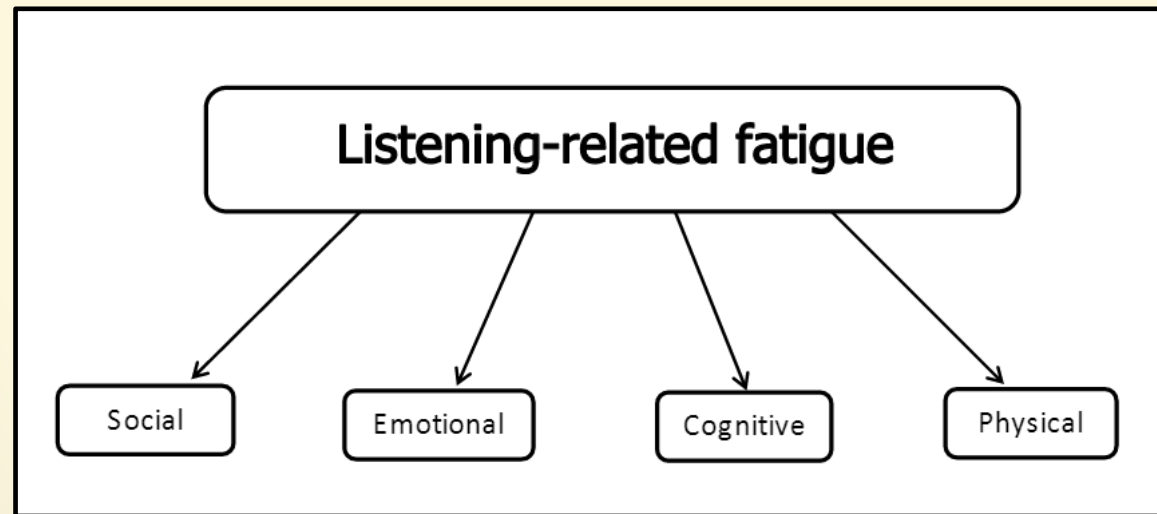 Listening-related fatigue
Social
Emotional
Cognitive
Physical